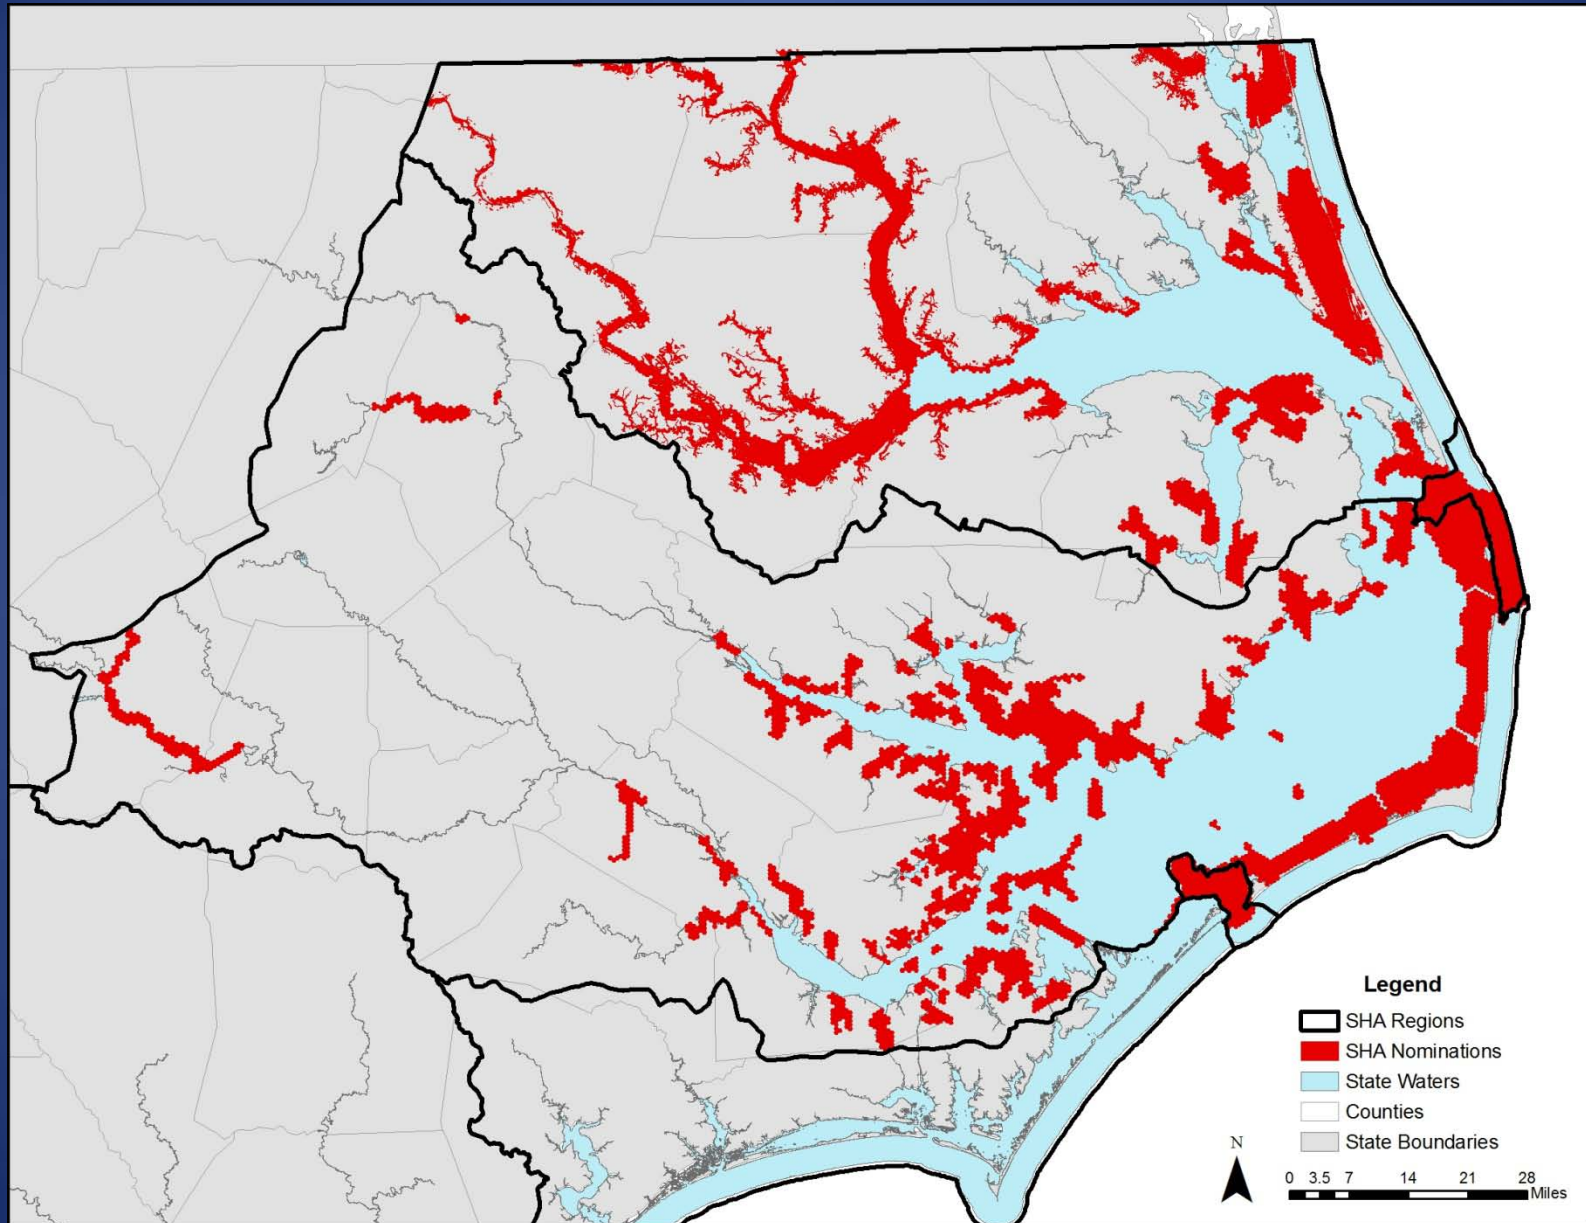 Legend
SHA Regions
SHA Nominations
State Waters
Counties
State Boundaries
N
0 3.5 7 14 21 28
Miles